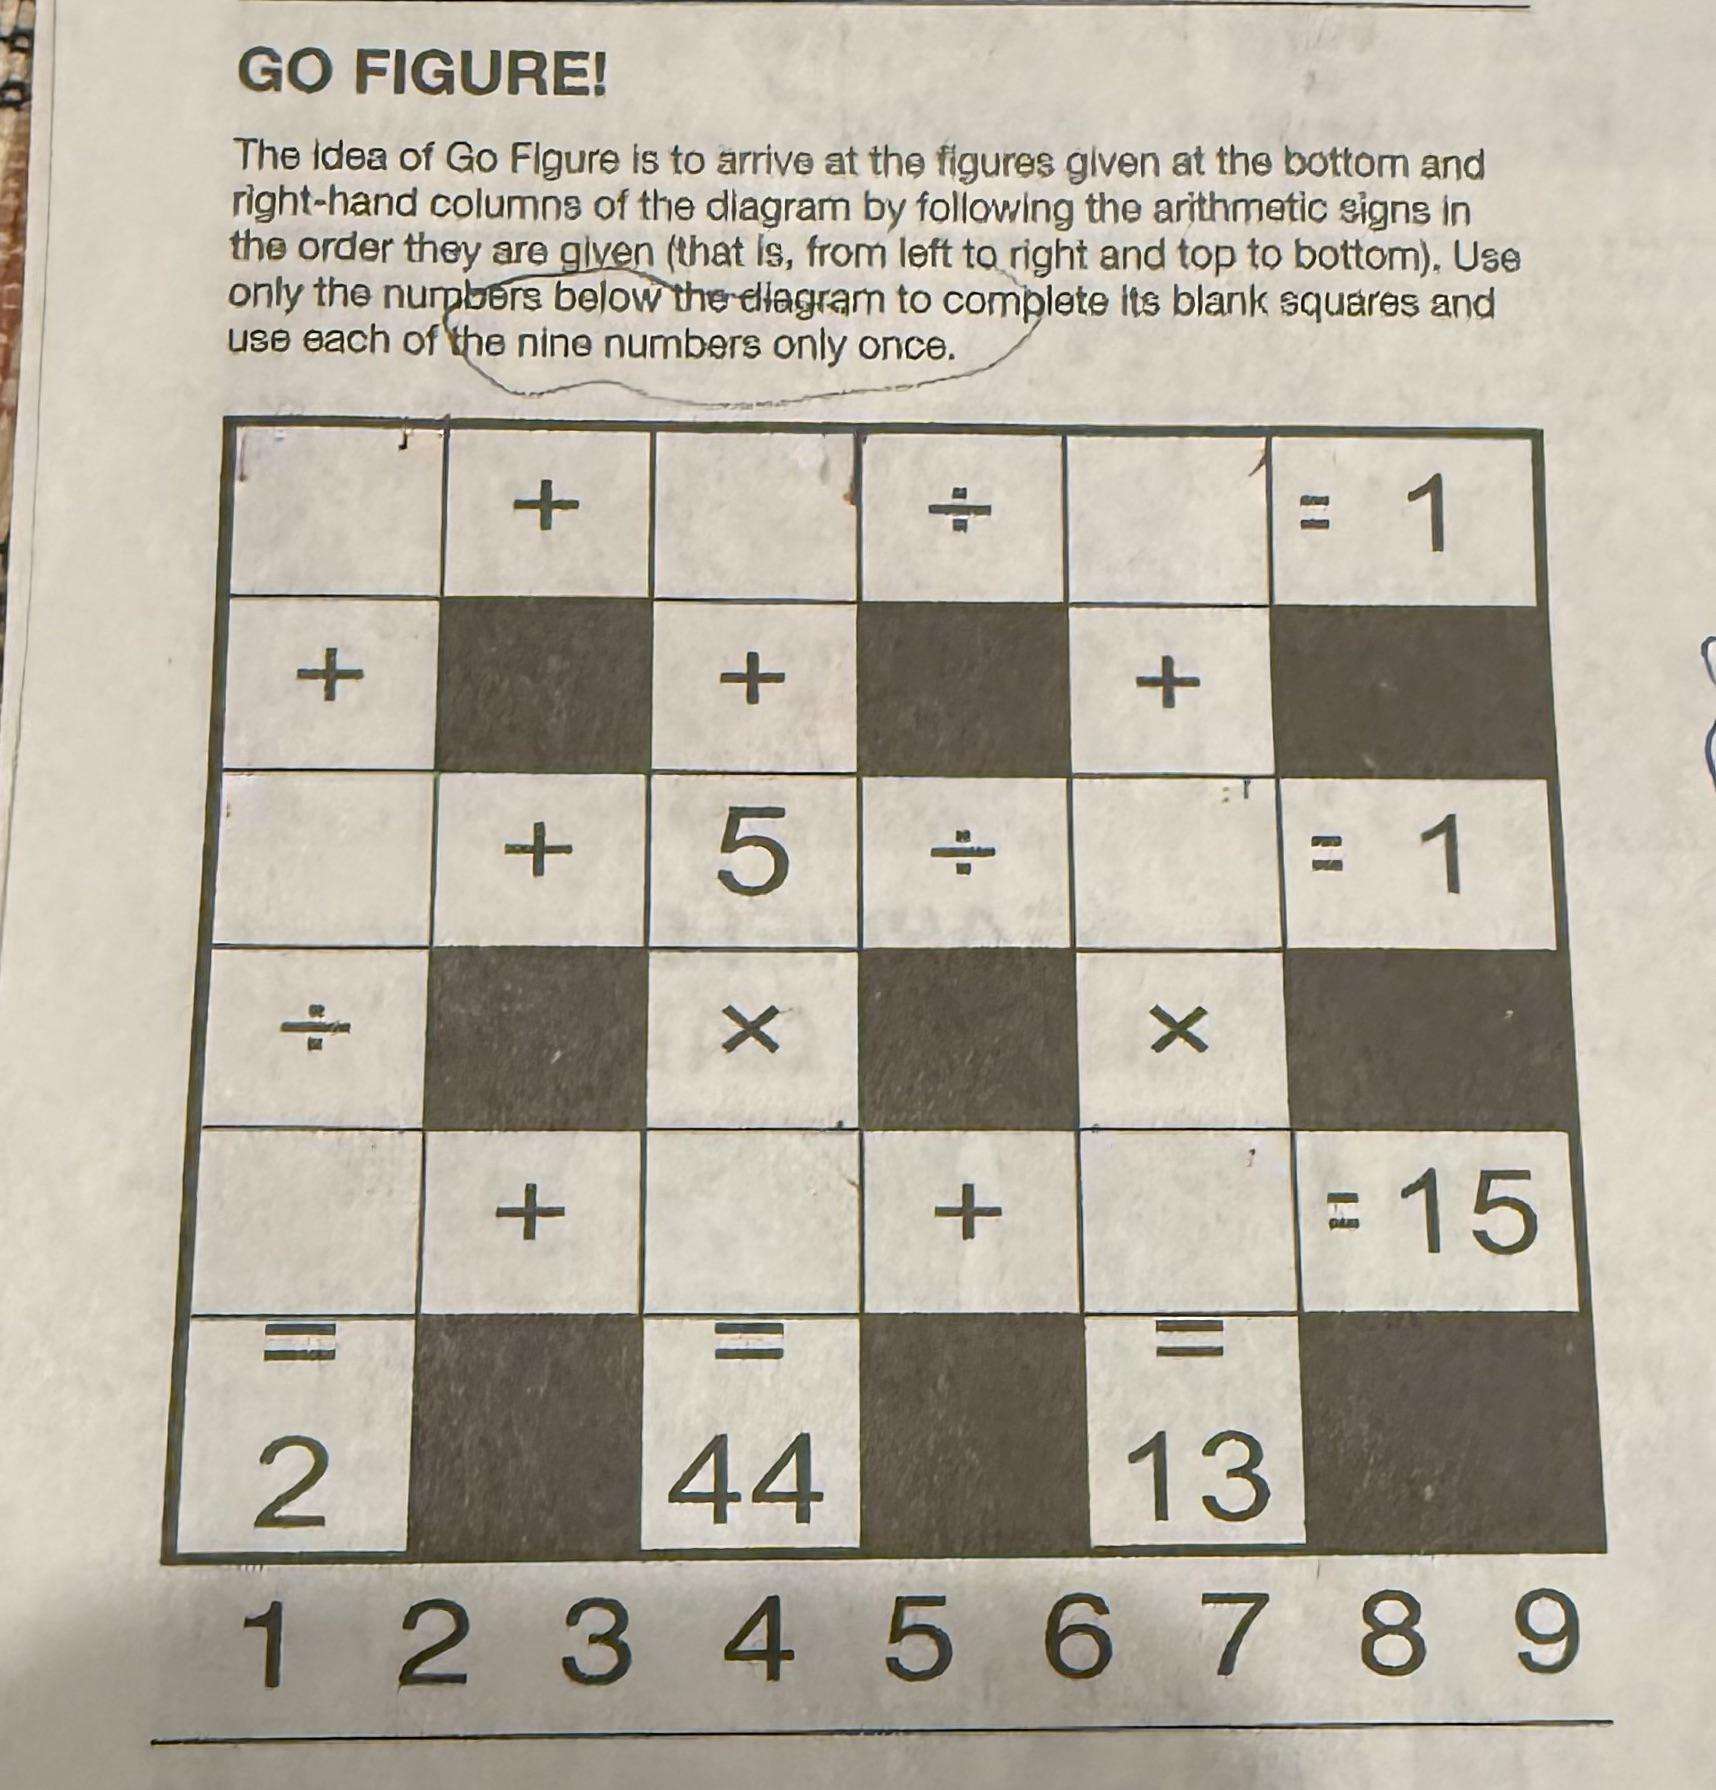 GO FIGURE!
The idea of Go Figure is to arrive at the figures given at the bottom and
right-hand columns of the diagram by following the arithmetic signs in
the order they are given (that is, from left to right and top to bottom). Use
only the numbers below the diagram to complete its blank squares and
use each of the nine numbers only once.
+ ÷ = 1
+ + +
+ 5 ÷ = 1
÷ × ×
+ + = 15
= = =
2 44 13
1 2 3 4 5 6 7 8 9